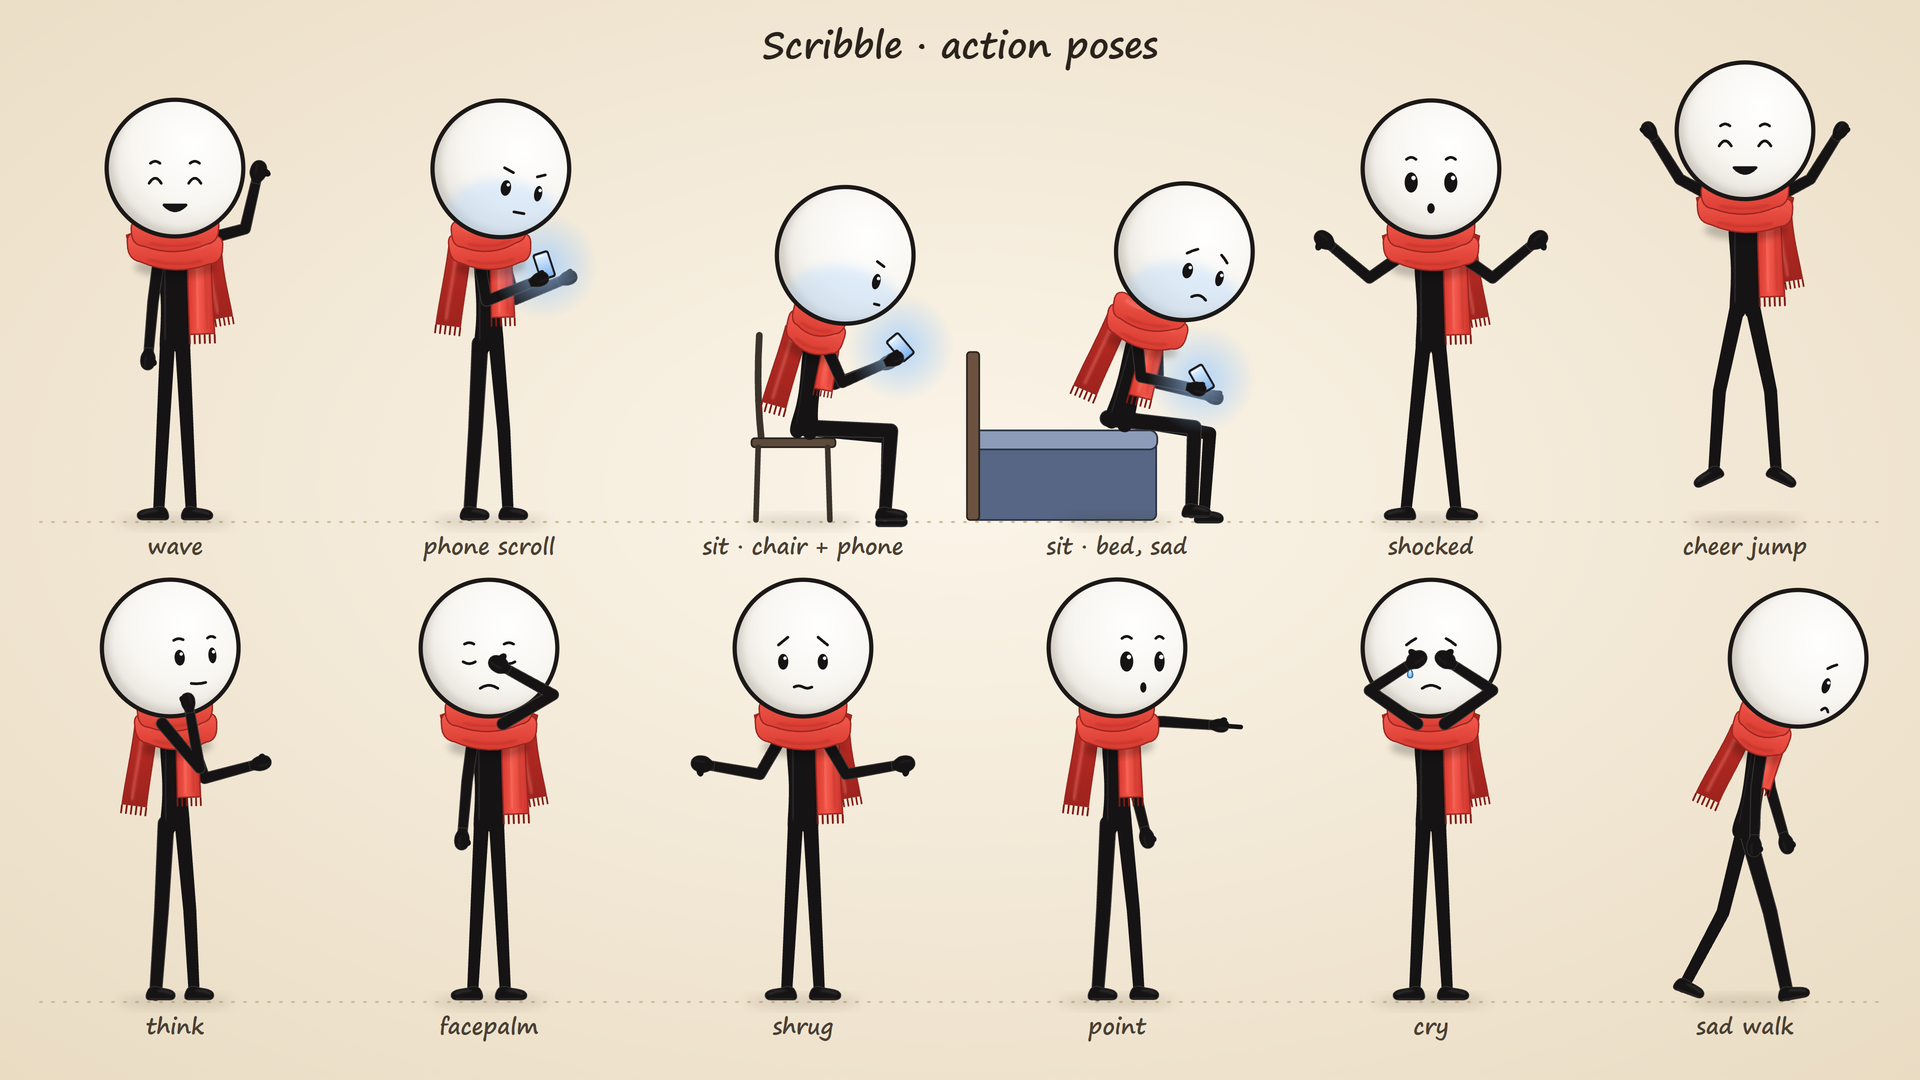 Scribble · action poses
wave
phone scroll
sit · chair + phone
sit · bed, sad
shocked
cheer jump
think
facepalm
shrug
point
cry
sad walk